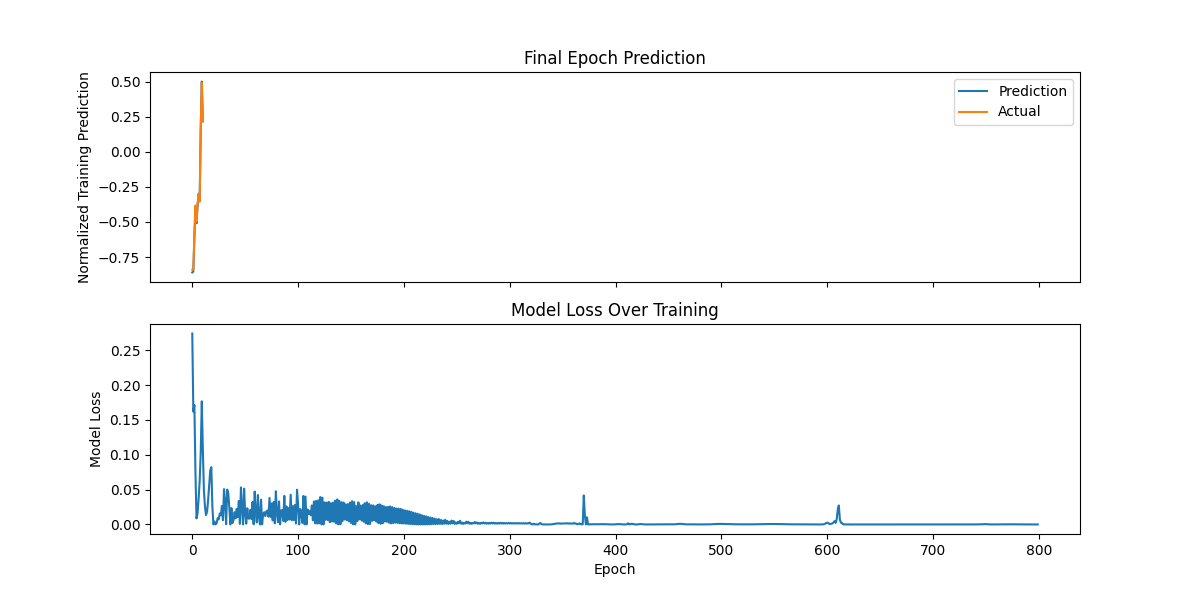 Final Epoch Prediction
Normalized Training Prediction
0.50
0.25
0.00
−0.25
−0.50
−0.75
Prediction
Actual
Model Loss Over Training
Model Loss
0.25
0.20
0.15
0.10
0.05
0.00
0 100 200 300 400 500 600 700 800
Epoch